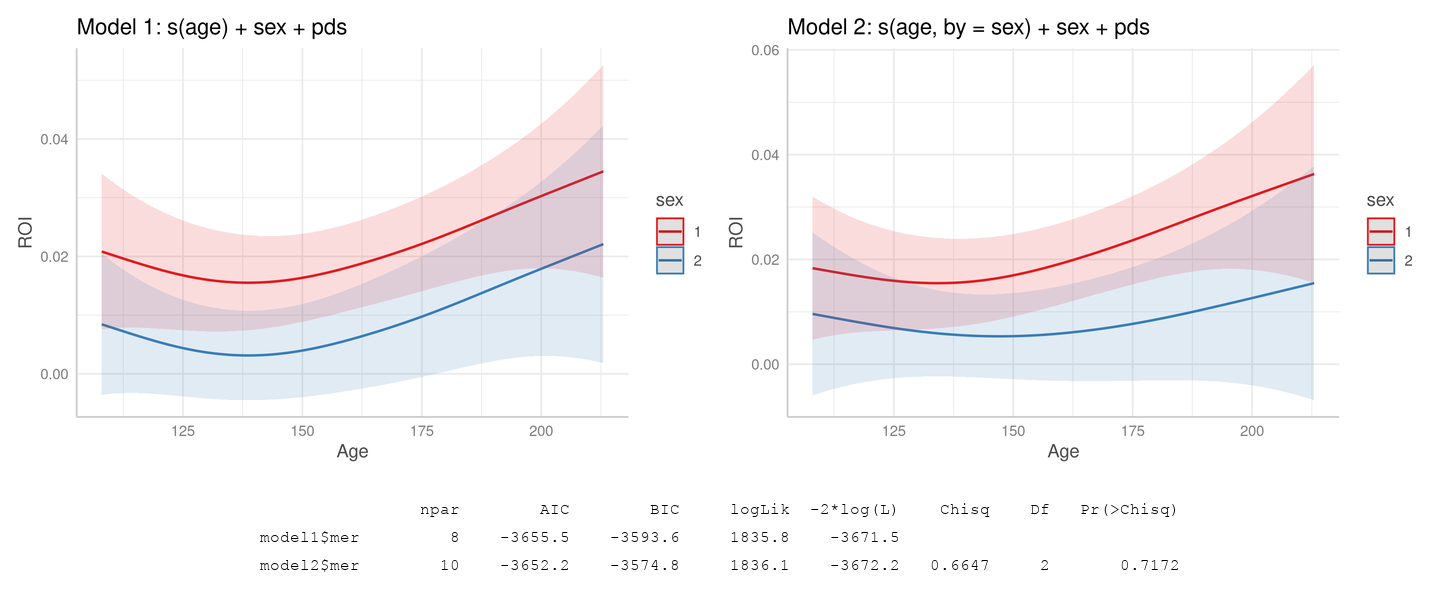 Model 1: s(age) + sex + pds
0.04
0.02
0.00
ROI
125 150 175 200
Age
sex
1
2
Model 2: s(age, by = sex) + sex + pds
0.06
0.04
0.02
0.00
ROI
125 150 175 200
Age
sex
1
2
npar AIC BIC logLik -2*log(L) Chisq Df Pr(>Chisq)
model1$mer 8 -3655.5 -3593.6 1835.8 -3671.5
model2$mer 10 -3652.2 -3574.8 1836.1 -3672.2 0.6647 2 0.7172